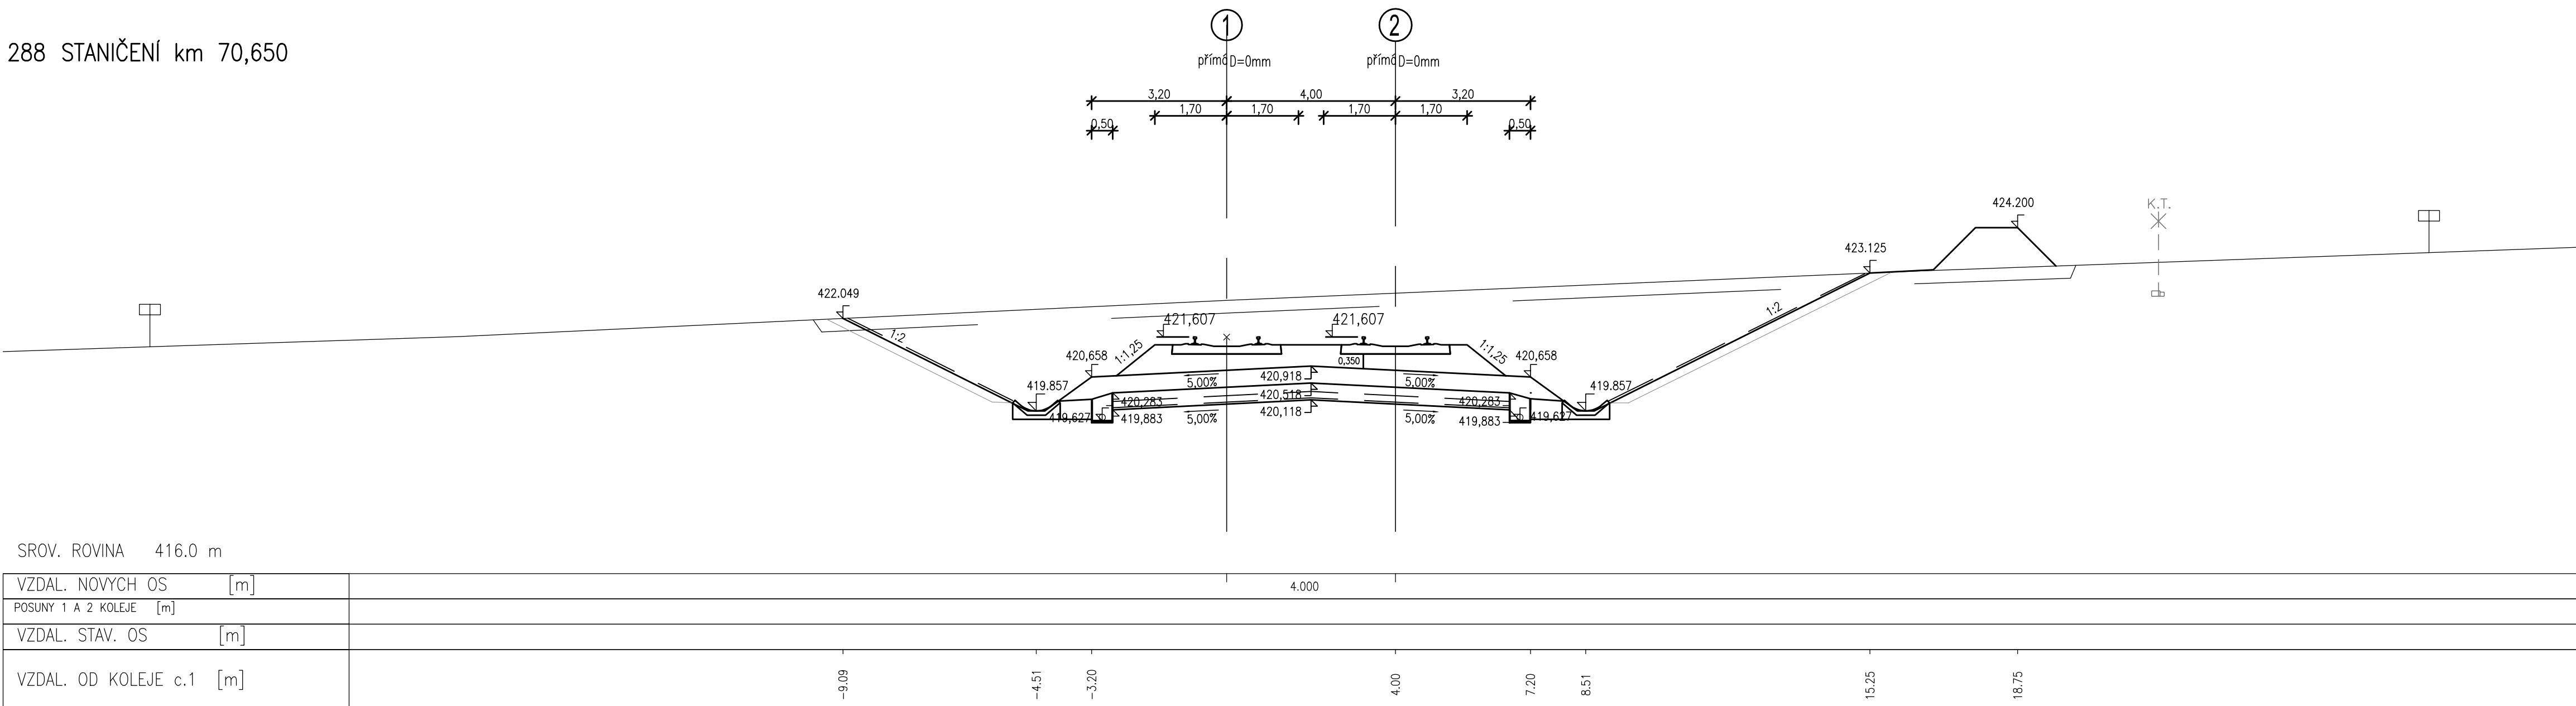 1 2
288 STANIČENÍ km 70,650
přímá D=0mm přímá D=0mm
3,20 4,00 3,20
1,70 1,70 1,70 1,70
0,50 0,50
424.200 K.T.
423.125
422.049
421,607 421,607
1:2 1:2
1:1,25 1:1,25
420,658 0,350 420,658
420,918
5,00% 5,00%
419.857 419.857
420,518
420,283 420,283
420,118
419,627 419,883 5,00% 5,00% 419,883 419,627
SROV. ROVINA 416.0 m
VZDAL. NOVYCH OS [m] 4.000
POSUNY 1 A 2 KOLEJE [m]
VZDAL. STAV. OS [m]
VZDAL. OD KOLEJE c.1 [m] -9.09 -4.51 -3.20 4.00 7.20 8.51 15.25 18.75